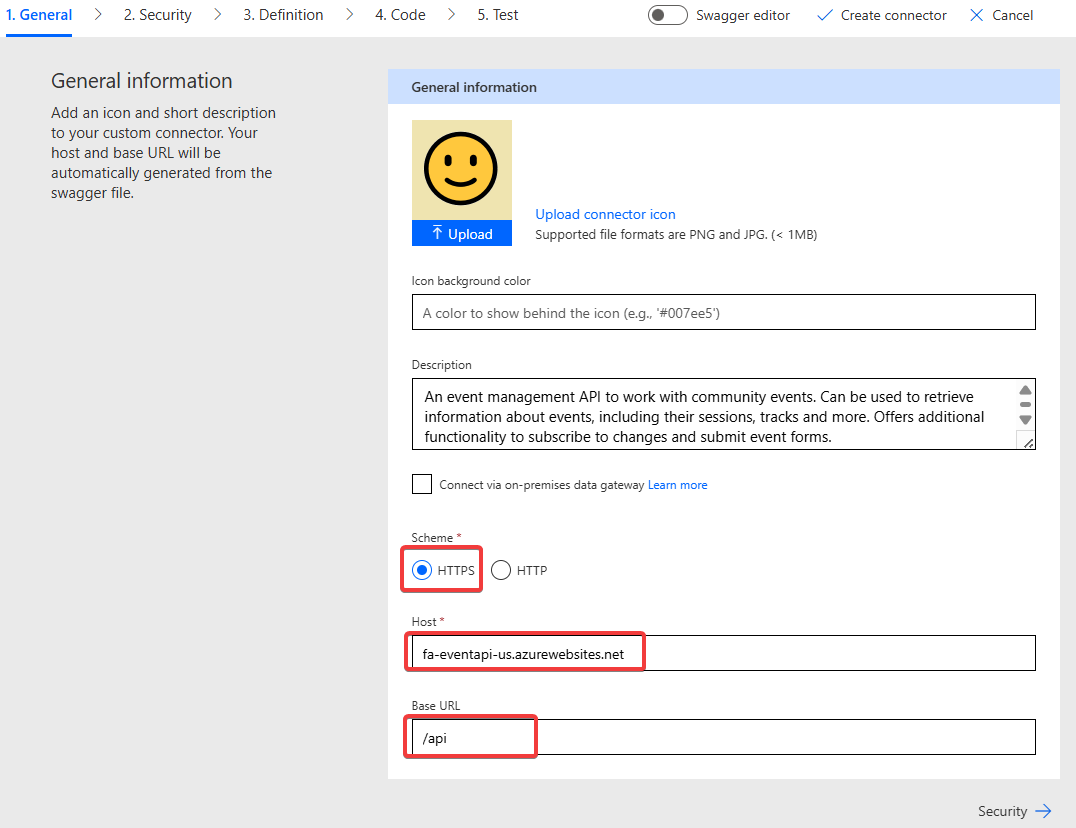 1. General
2. Security
3. Definition
4. Code
5. Test
Swagger editor
Create connector
Cancel
General information
Add an icon and short description
to your custom connector. Your
host and base URL will be
automatically generated from the
swagger file.
General information
Upload
Upload connector icon
Supported file formats are PNG and JPG. (< 1MB)
Icon background color
A color to show behind the icon (e.g., '#007ee5')
Description
An event management API to work with community events. Can be used to retrieve
information about events, including their sessions, tracks and more. Offers additional
functionality to subscribe to changes and submit event forms.
Connect via on-premises data gateway Learn more
Scheme *
HTTPS
HTTP
Host *
fa-eventapi-us.azurewebsites.net
Base URL
/api
Security